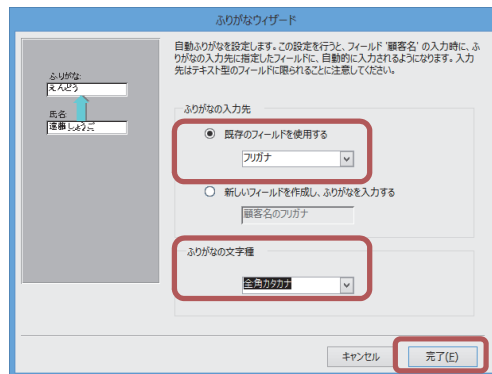 ふりがなウィザード
自動ふりがなを設定します。この設定を行うと、フィールド '顧客名' の入力時に、ふ
りがなの入力先に指定したフィールドに、自動的に入力されるようになります。入力
先はテキスト型のフィールドに限られることに注意してください。
ふりがな:
えんどう
氏名:
遠藤しょうこ
ふりがなの入力先
既存のフィールドを使用する
フリガナ
新しいフィールドを作成し、ふりがなを入力する
顧客名のフリガナ
ふりがなの文字種
全角カタカナ
キャンセル
完了(F)